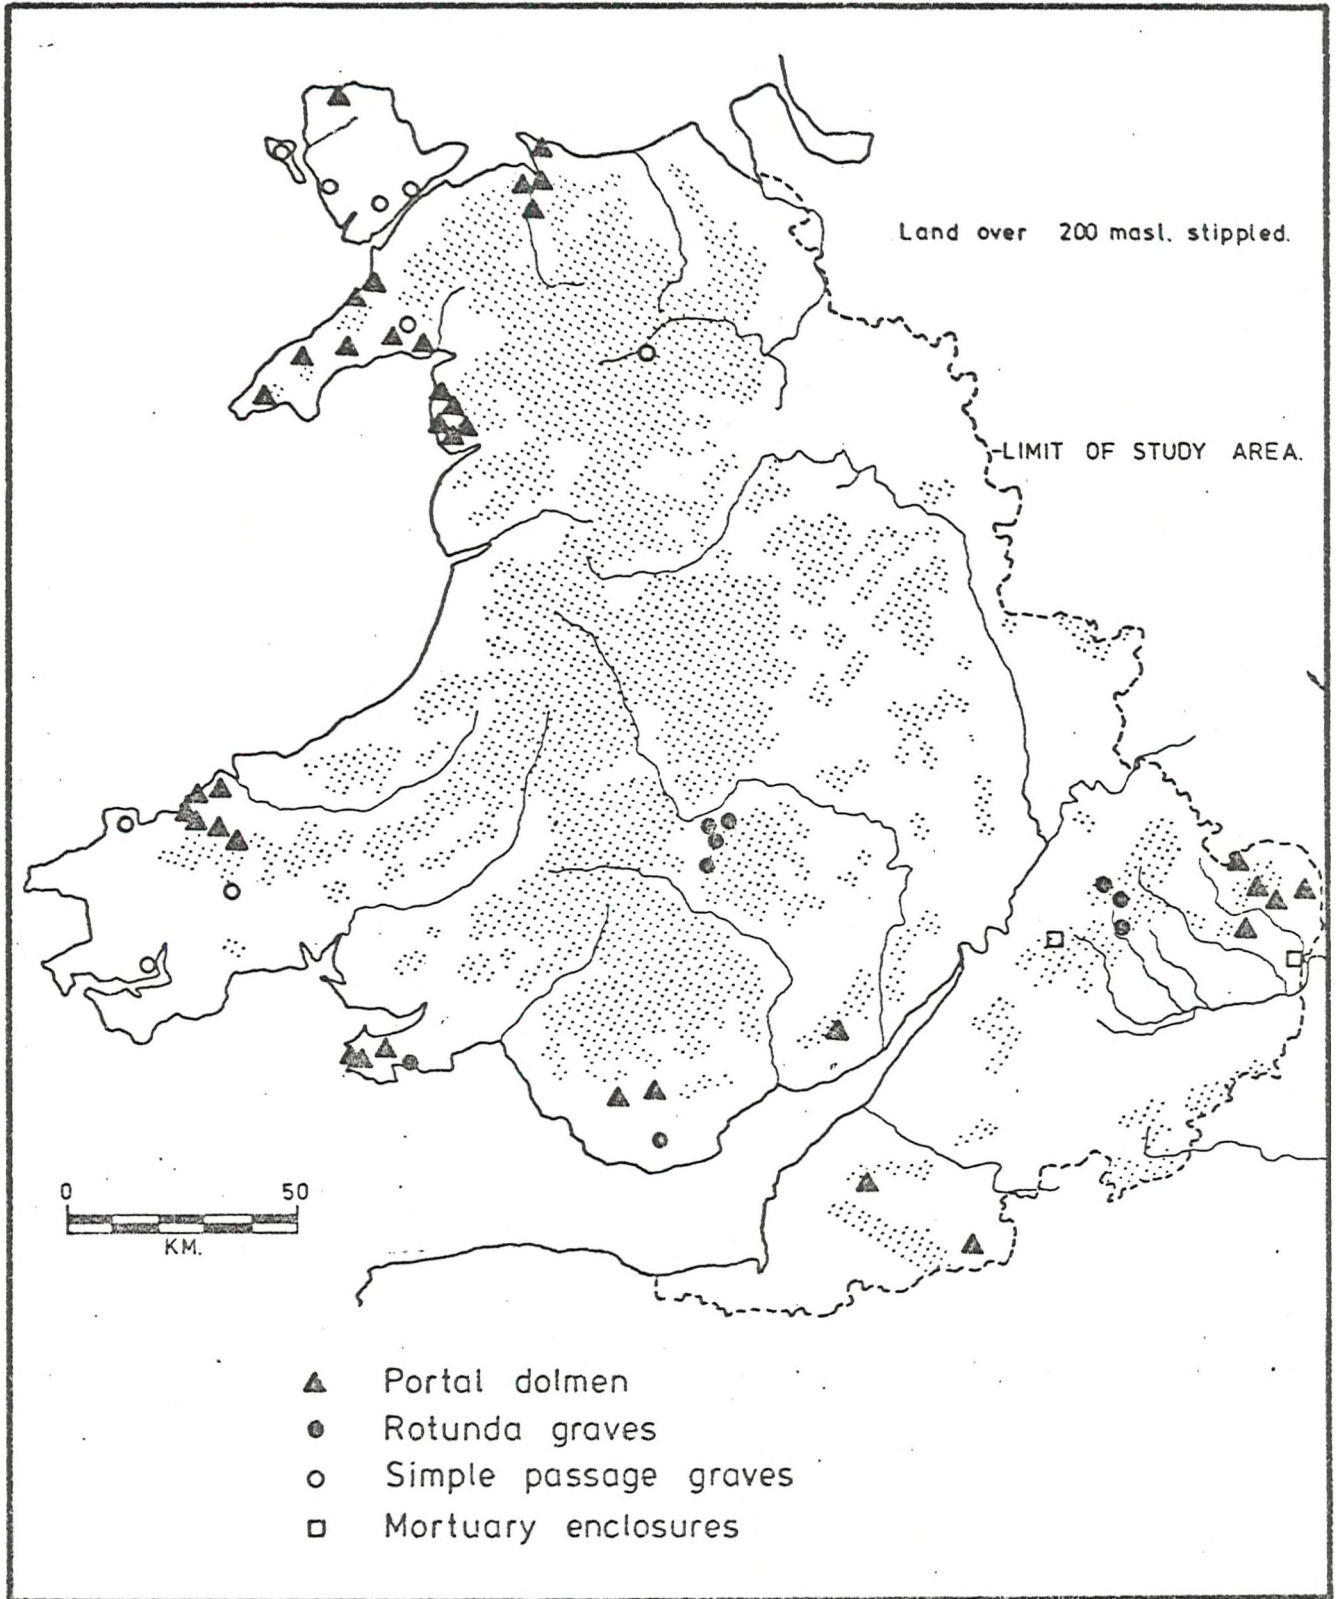 Land over 200 masl. stippled.
LIMIT OF STUDY AREA.
0 50
KM.
Portal dolmen
Rotunda graves
Simple passage graves
Mortuary enclosures